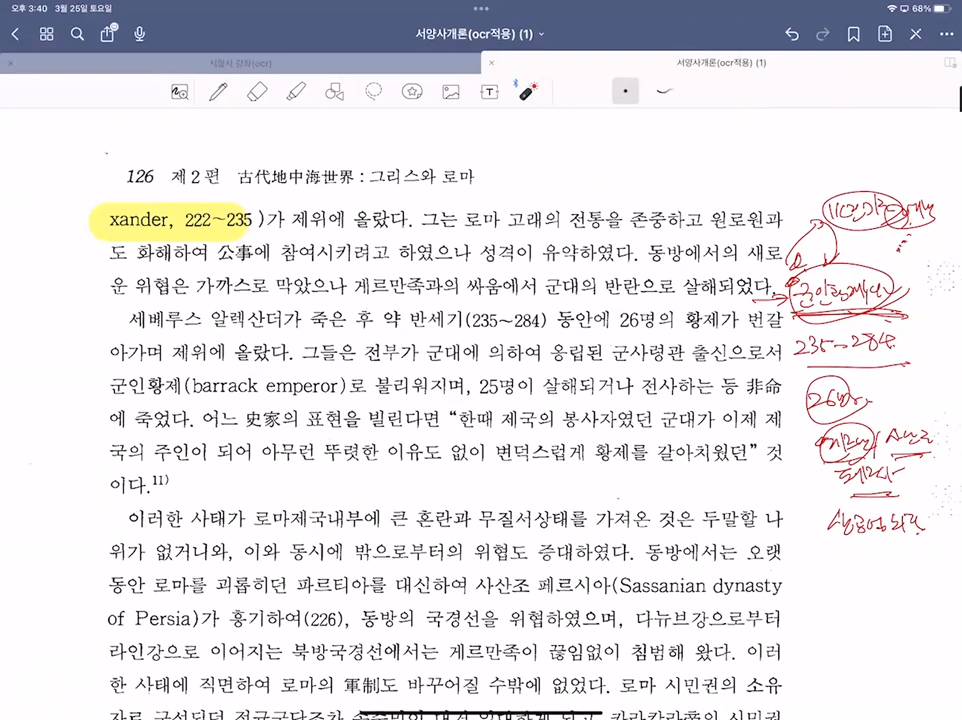 오후 3:40 3월 25일 토요일
68%
서양사개론(ocr적용) (1)
서양사 강좌(ocr)
서양사개론(ocr적용) (1)
126 제2편 古代地中海世界 : 그리스와 로마
xander, 222~235 )가 제위에 올랐다. 그는 로마 고래의 전통을 존중하고 원로원과
도 화해하여 公事에 참여시키려고 하였으나 성격이 유약하였다. 동방에서의 새로
운 위협은 가까스로 막았으나 게르만족과의 싸움에서 군대의 반란으로 살해되었다.
세베루스 알렉산더가 죽은 후 약 반세기(235~284) 동안에 26명의 황제가 번갈
아가며 제위에 올랐다. 그들은 전부가 군대에 의하여 옹립된 군사령관 출신으로서
군인황제(barrack emperor)로 불리워지며, 25명이 살해되거나 전사하는 등 非命
에 죽었다. 어느 史家의 표현을 빌린다면 “한때 제국의 봉사자였던 군대가 이제 제
국의 주인이 되어 아무런 뚜렷한 이유도 없이 변덕스럽게 황제를 갈아치웠던” 것
이다.11)
이러한 사태가 로마제국내부에 큰 혼란과 무질서상태를 가져온 것은 두말할 나
위가 없거니와, 이와 동시에 밖으로부터의 위협도 증대하였다. 동방에서는 오랫
동안 로마를 괴롭히던 파르티아를 대신하여 사산조 페르시아(Sassanian dynasty
of Persia)가 흥기하여(226), 동방의 국경선을 위협하였으며, 다뉴브강으로부터
라인강으로 이어지는 북방국경선에서는 게르만족이 끊임없이 침범해 왔다. 이러
한 사태에 직면하여 로마의 軍制도 바꾸어질 수밖에 없었다. 로마 시민권의 소유
군인황제시대
235~284
26명